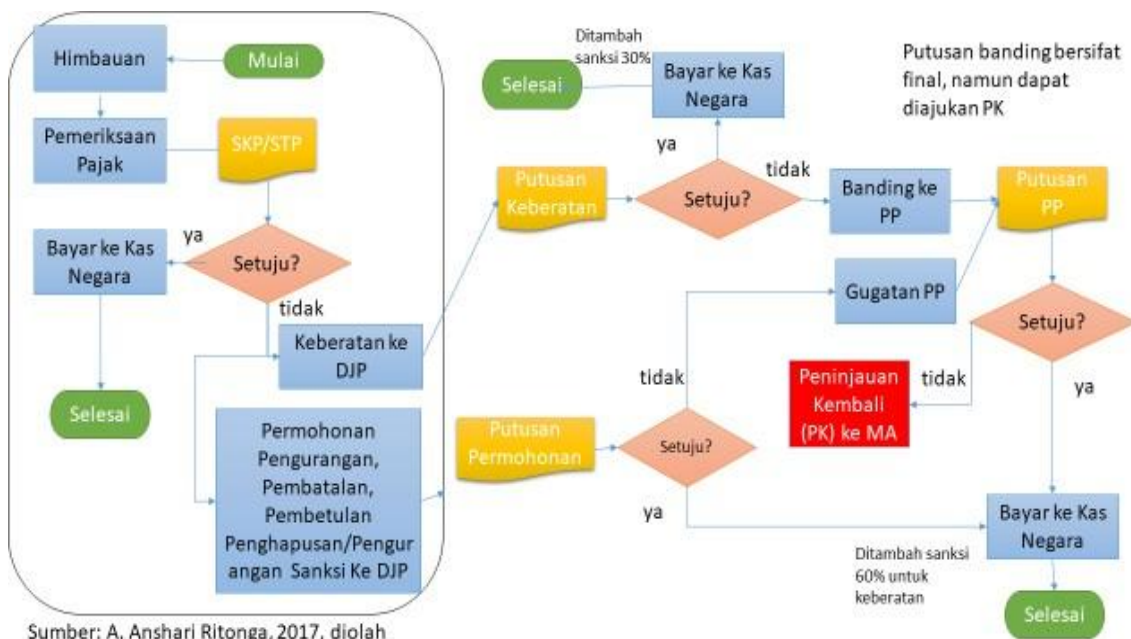 Himbauan
Mulai
Pemeriksaan
Pajak
SKP/STP
Setuju?
ya
Bayar ke Kas
Negara
Selesai
tidak
Keberatan ke
DJP
Permohonan
Pengurangan,
Pembatalan,
Pembetulan
Penghapusan/Pengur
angan Sanksi Ke DJP
Ditambah
sanksi 30%
Selesai
Bayar ke Kas
Negara
ya
Putusan
Keberatan
Setuju?
tidak
Banding ke
PP
Putusan
PP
Putusan banding bersifat
final, namun dapat
diajukan PK
Gugatan PP
Setuju?
tidak
ya
Peninjauan
Kembali
(PK) ke MA
tidak
Putusan
Permohonan
Setuju?
ya
Bayar ke Kas
Negara
Ditambah sanksi
60% untuk
keberatan
Selesai
Sumber: A. Anshari Ritonga, 2017, diolah